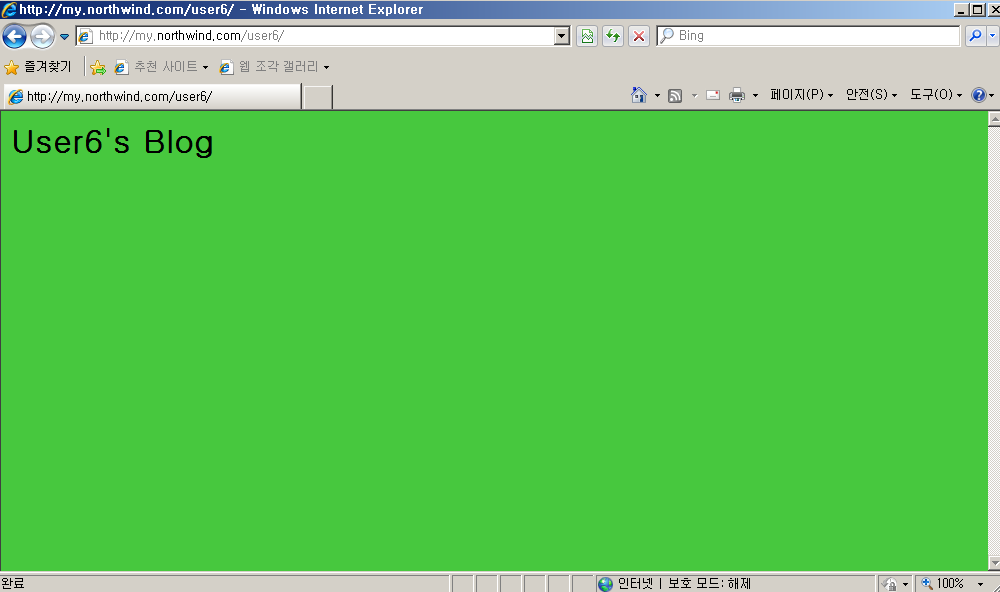 http://my.northwind.com/user6/ - Windows Internet Explorer
http://my.northwind.com/user6/
Bing
즐겨찾기 추천 사이트 웹 조각 갤러리
http://my.northwind.com/user6/ 페이지(P) 안전(S) 도구(O)
User6's Blog
완료 인터넷 | 보호 모드: 해제 100%